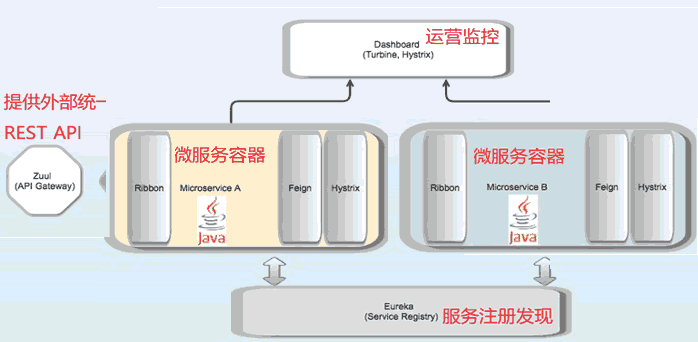 Dashboard
(Turbine, Hystrix)
运营监控
提供外部统一
REST API
Zuul
(API Gateway)
微服务容器
Ribbon
Microservice A
Feign
Hystrix
Java
微服务容器
Ribbon
Microservice B
Feign
Hystrix
Java
Eureka
(Service Registry)
服务注册发现